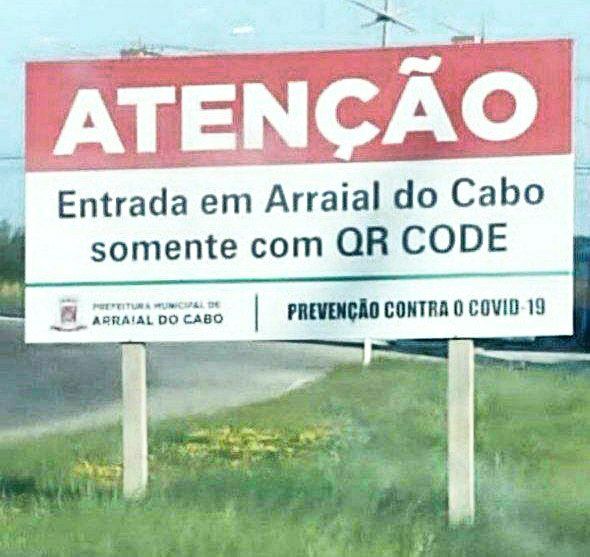 ATENÇÃO
Entrada em Arraial do Cabo
somente com QR CODE
PREFEITURA MUNICIPAL DE
ARRAIAL DO CABO
PREVENÇÃO CONTRA O COVID-19